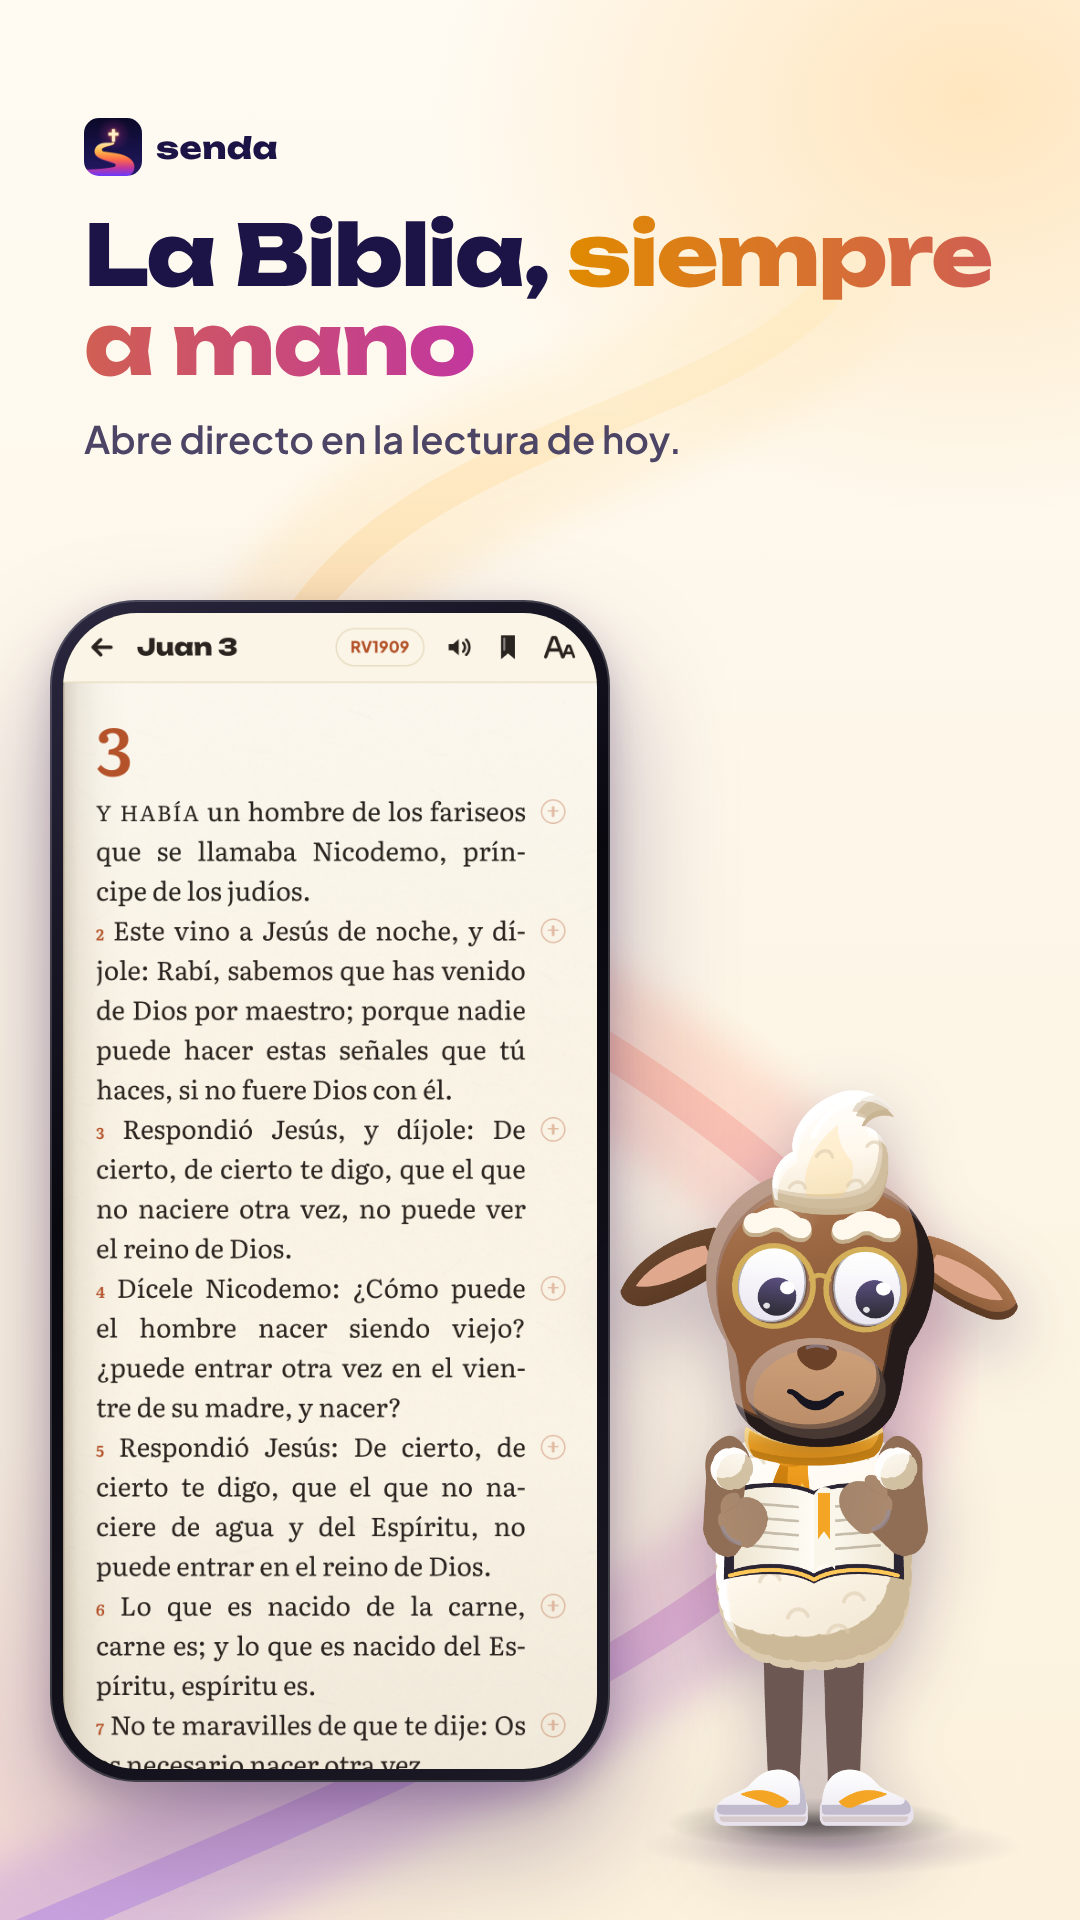 senda
La Biblia, siempre
a mano
Abre directo en la lectura de hoy.
Juan 3
RV1909
AA
3
Y HABÍA un hombre de los fariseos
que se llamaba Nicodemo, prín-
cipe de los judíos.
2 Este vino a Jesús de noche, y dí-
jole: Rabí, sabemos que has venido
de Dios por maestro; porque nadie
puede hacer estas señales que tú
haces, si no fuere Dios con él.
3 Respondió Jesús, y díjole: De
cierto, de cierto te digo, que el que
no naciere otra vez, no puede ver
el reino de Dios.
4 Dícele Nicodemo: ¿Cómo puede
el hombre nacer siendo viejo?
¿puede entrar otra vez en el vien-
tre de su madre, y nacer?
5 Respondió Jesús: De cierto, de
cierto te digo, que el que no na-
ciere de agua y del Espíritu, no
puede entrar en el reino de Dios.
6 Lo que es nacido de la carne,
carne es; y lo que es nacido del Es-
píritu, espíritu es.
7 No te maravilles de que te dije: Os
es necesario nacer otra vez